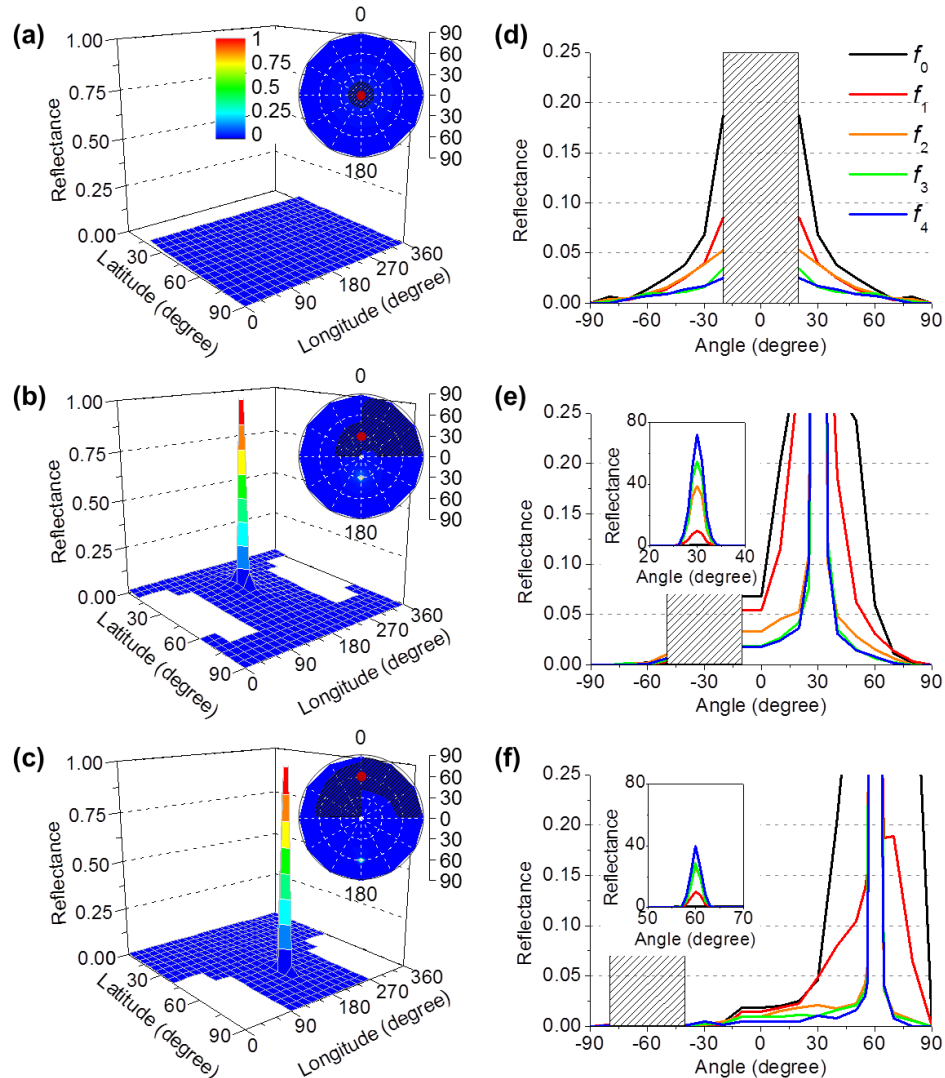 (a)
1.00
0.75
0.50
0.25
0.00
Reflectance
1
0.75
0.5
0.25
0
0
90
60
30
0
30
60
90
180
30
60
90
Latitude (degree)
0
90
180
270
360
Longitude (degree)
(d)
0.25
0.20
0.15
0.10
0.05
0.00
Reflectance
f0
f1
f2
f3
f4
-90 -60 -30 0 30 60 90
Angle (degree)
(b)
1.00
0.75
0.50
0.25
0.00
Reflectance
0
90
60
30
0
30
60
90
180
30
60
90
Latitude (degree)
0
90
180
270
360
Longitude (degree)
(e)
0.25
0.20
0.15
0.10
0.05
0.00
Reflectance
80
40
0
Reflectance
20 30 40
Angle (degree)
-90 -60 -30 0 30 60 90
Angle (degree)
(c)
1.00
0.75
0.50
0.25
0.00
Reflectance
0
90
60
30
0
30
60
90
180
30
60
90
Latitude (degree)
0
90
180
270
360
Longitude (degree)
(f)
0.25
0.20
0.15
0.10
0.05
0.00
Reflectance
80
40
0
Reflectance
50 60 70
Angle (degree)
-90 -60 -30 0 30 60 90
Angle (degree)